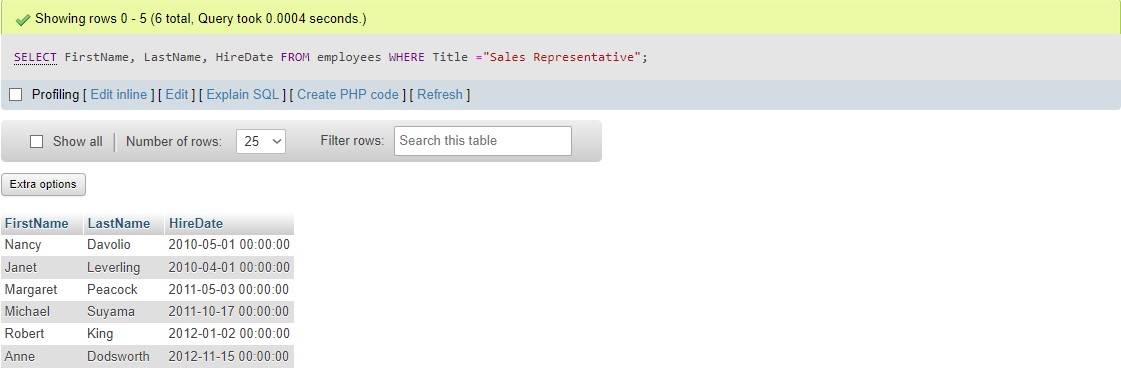 Showing rows 0 - 5 (6 total, Query took 0.0004 seconds.)
SELECT FirstName, LastName, HireDate FROM employees WHERE Title ="Sales Representative";
Profiling [ Edit inline ] [ Edit ] [ Explain SQL ] [ Create PHP code ] [ Refresh ]
Show all Number of rows: 25 Filter rows: Search this table
Extra options
FirstName LastName HireDate
Nancy Davolio 2010-05-01 00:00:00
Janet Leverling 2010-04-01 00:00:00
Margaret Peacock 2011-05-03 00:00:00
Michael Suyama 2011-10-17 00:00:00
Robert King 2012-01-02 00:00:00
Anne Dodsworth 2012-11-15 00:00:00